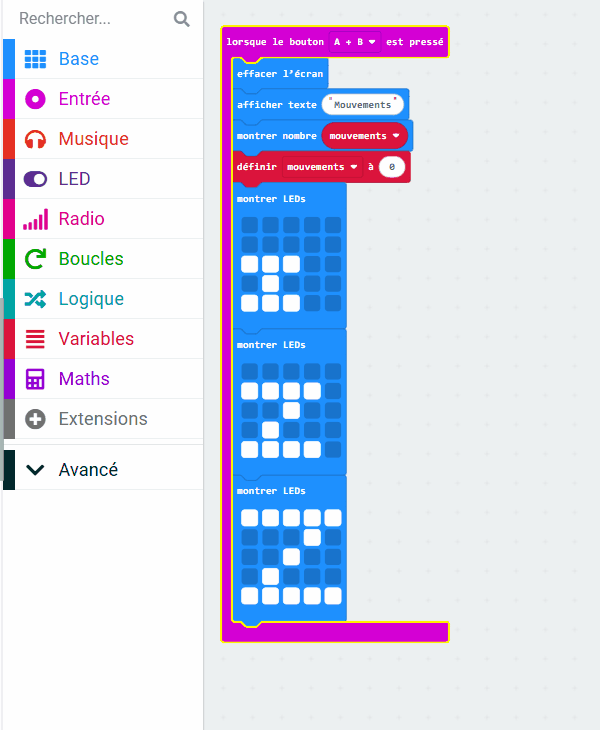 Rechercher...
Base
Entrée
Musique
LED
Radio
Boucles
Logique
Variables
Maths
Extensions
Avancé
lorsque le bouton A + B est pressé
effacer l'écran
afficher texte "Mouvements"
montrer nombre mouvements
définir mouvements à 0
montrer LEDs
montrer LEDs
montrer LEDs